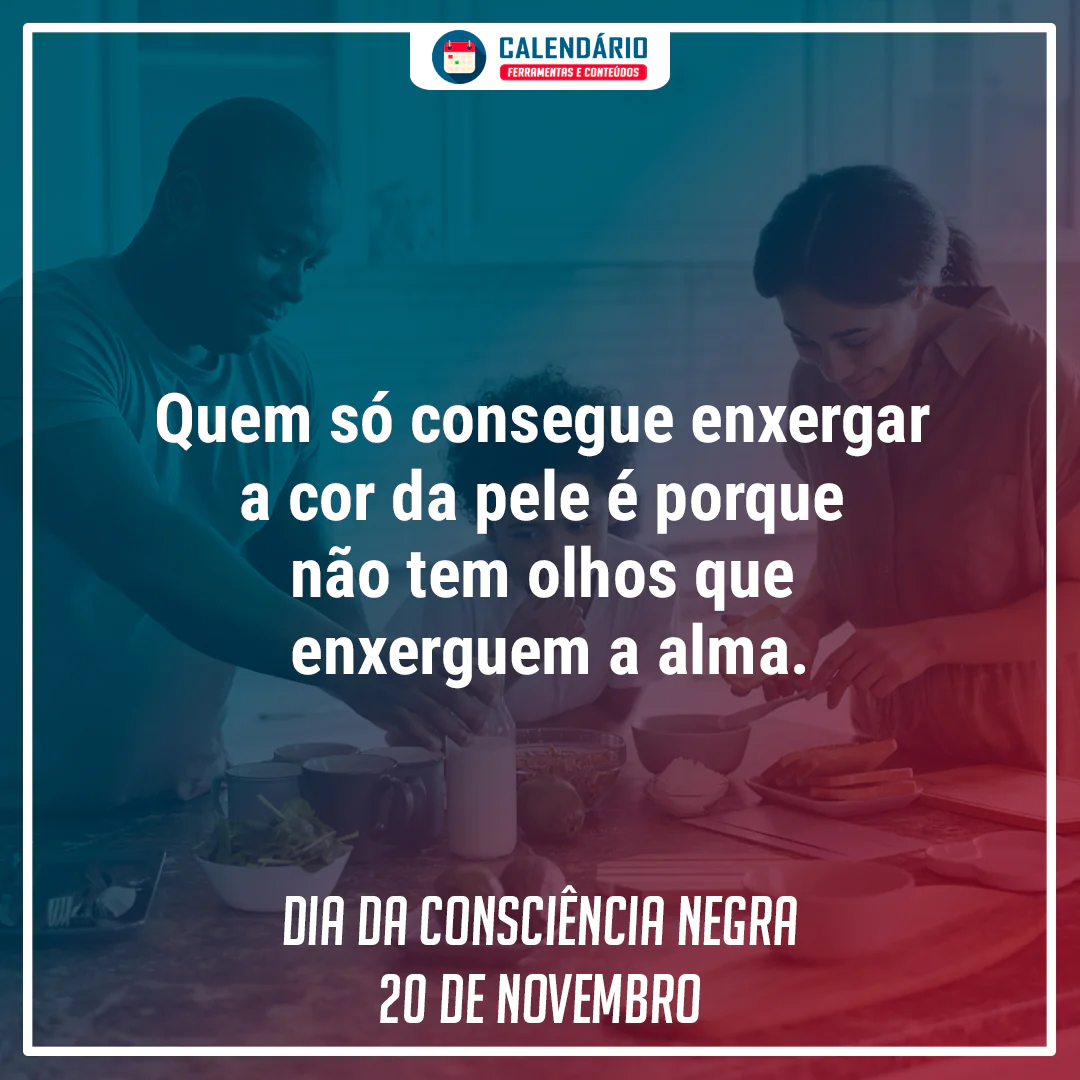 CALENDÁRIO
FERRAMENTAS E CONTEÚDOS
Quem só consegue enxergar
a cor da pele é porque
não tem olhos que
enxerguem a alma.
DIA DA CONSCIÊNCIA NEGRA
20 DE NOVEMBRO